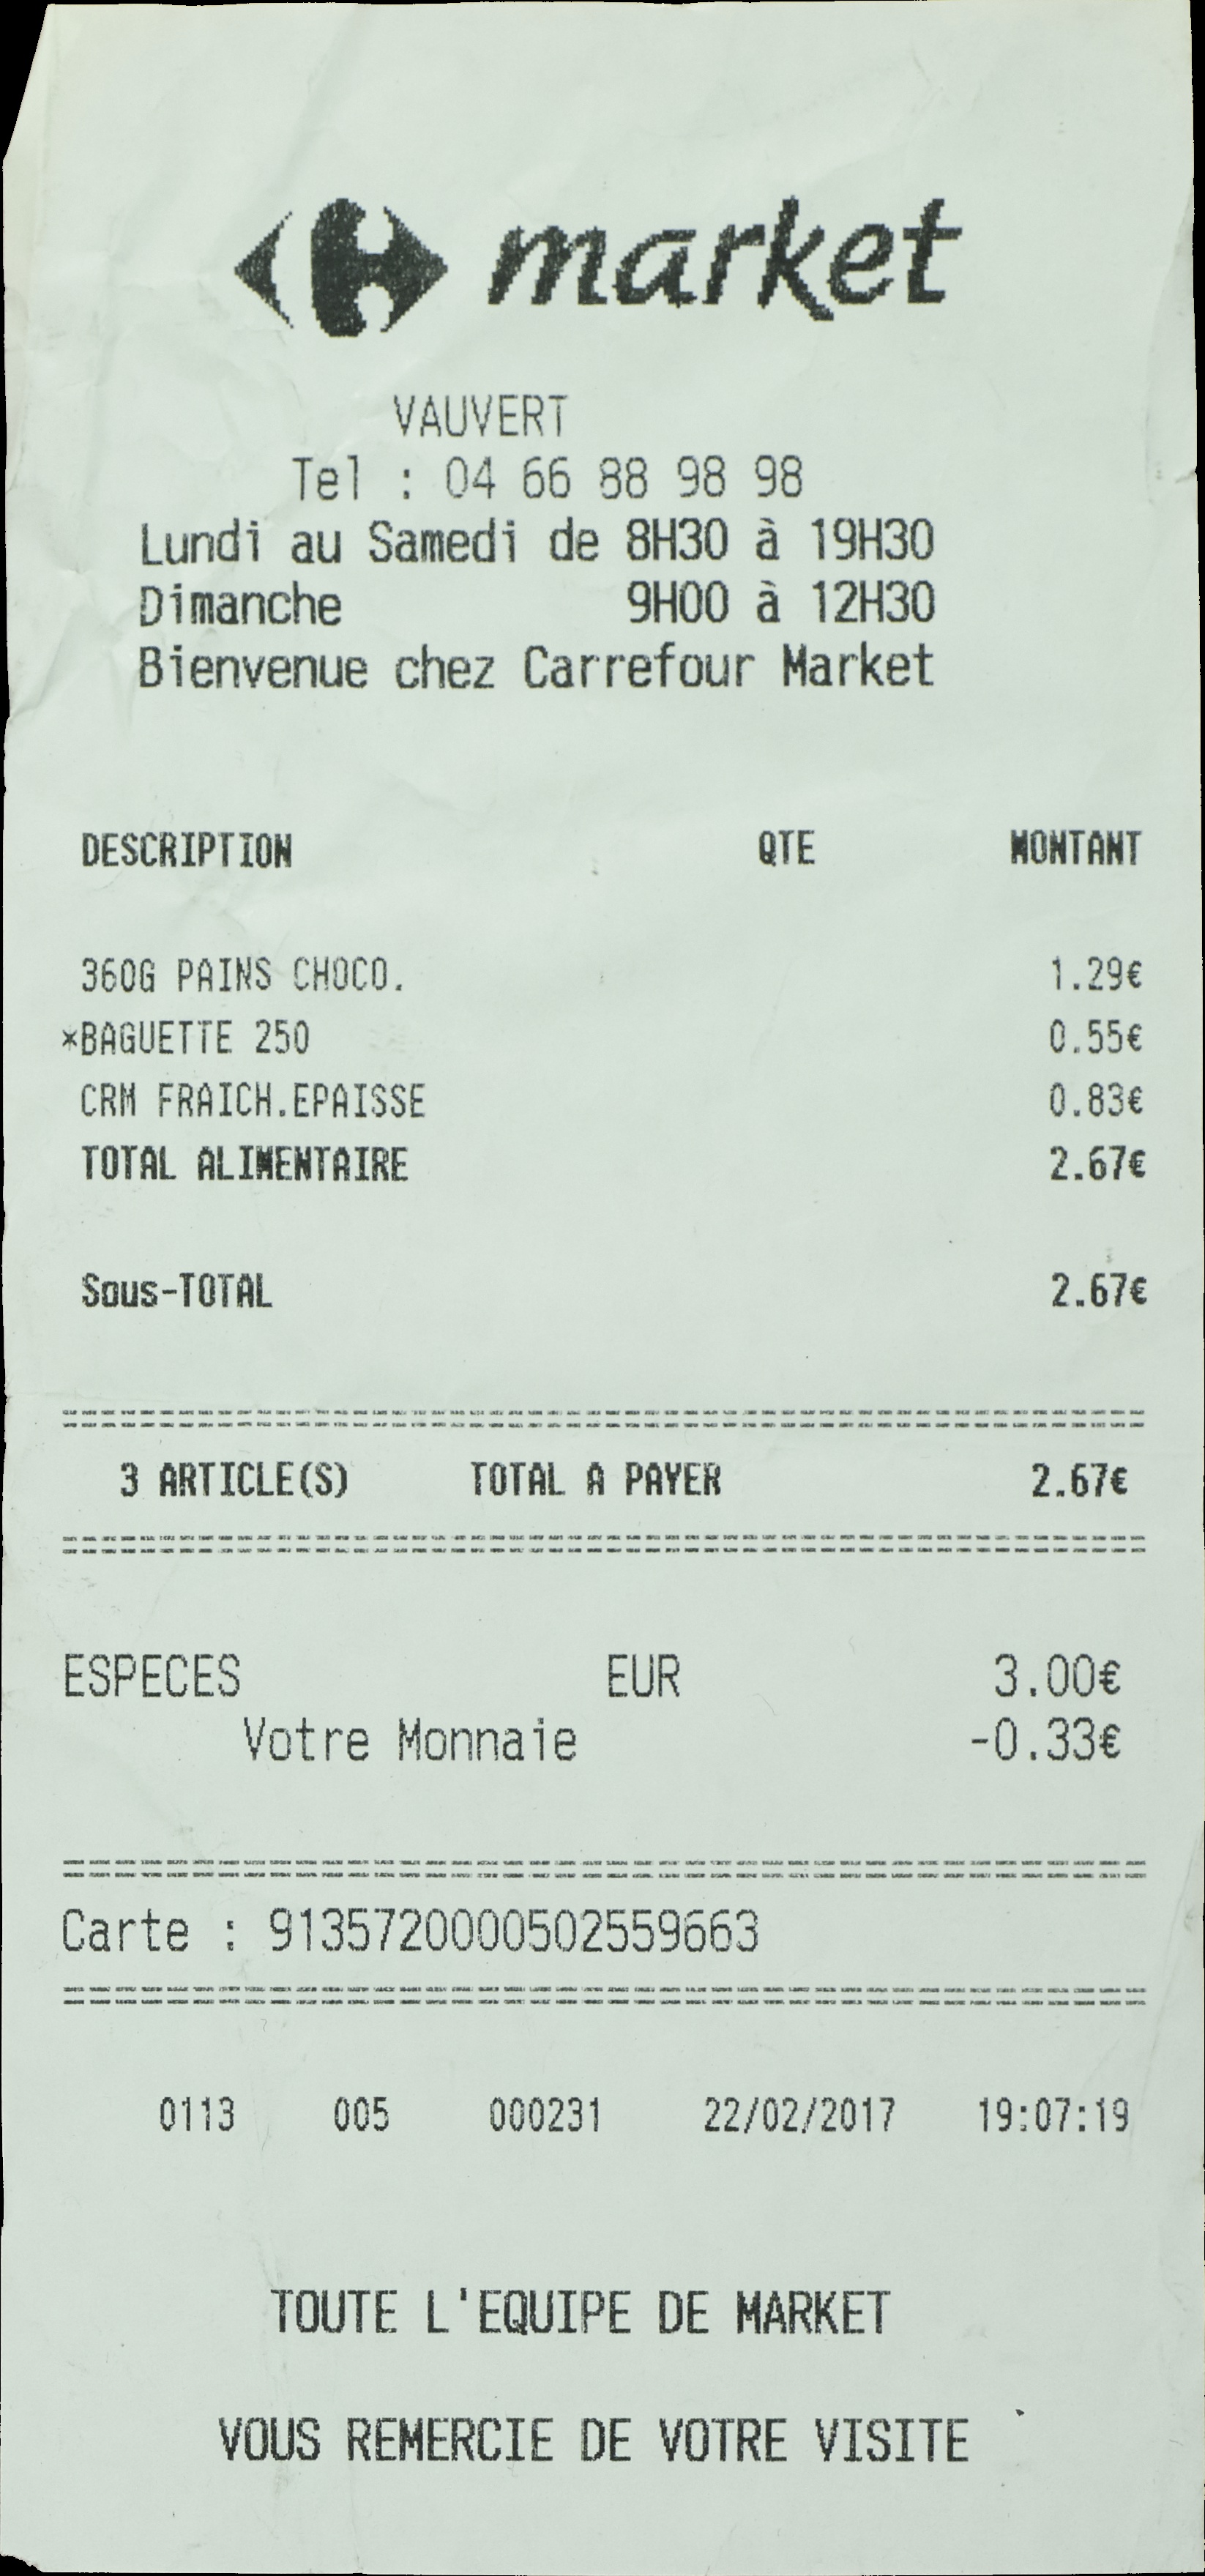 market
VAUVERT
Tel : 04 66 88 98 98
Lundi au Samedi de 8H30 à 19H30
Dimanche 9H00 à 12H30
Bienvenue chez Carrefour Market
DESCRIPTION QTE MONTANT
360G PAINS CHOCO. 1.29€
*BAGUETTE 250 0.55€
CRM FRAICH.EPAISSE 0.83€
TOTAL ALIMENTAIRE 2.67€
Sous-TOTAL 2.67€
3 ARTICLE(S) TOTAL A PAYER 2.67€
ESPECES EUR 3.00€
Votre Monnaie -0.33€
Carte : 9135720000502559663
0113 005 000231 22/02/2017 19:07:19
TOUTE L'EQUIPE DE MARKET
VOUS REMERCIE DE VOTRE VISITE